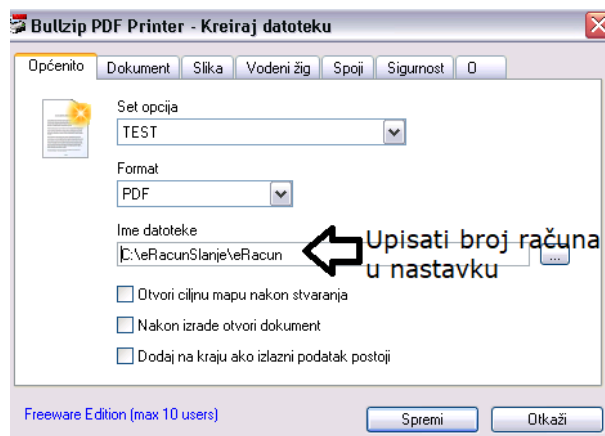 Bullzip PDF Printer - Kreiraj datoteku
Općenito Dokument Slika Vodeni žig Spoji Sigurnost O
Set opcija
TEST
Format
PDF
Ime datoteke
C:\eRacunSlanje\eRacun
Upisati broj računa
u nastavku
...
Otvori ciljnu mapu nakon stvaranja
Nakon izrade otvori dokument
Dodaj na kraju ako izlazni podatak postoji
Freeware Edition (max 10 users)
Spremi
Otkaži